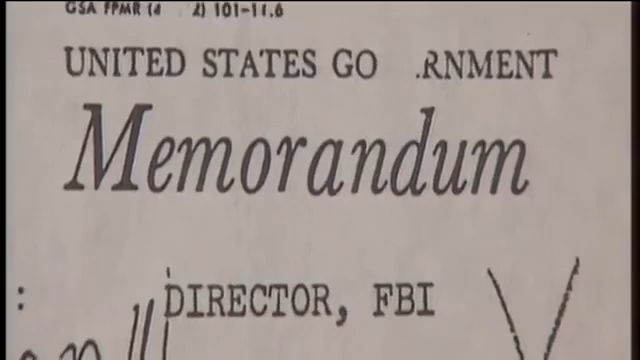 GSA FPMR (4 2) 101-11.6
UNITED STATES GO .RNMENT
Memorandum
: DIRECTOR, FBI